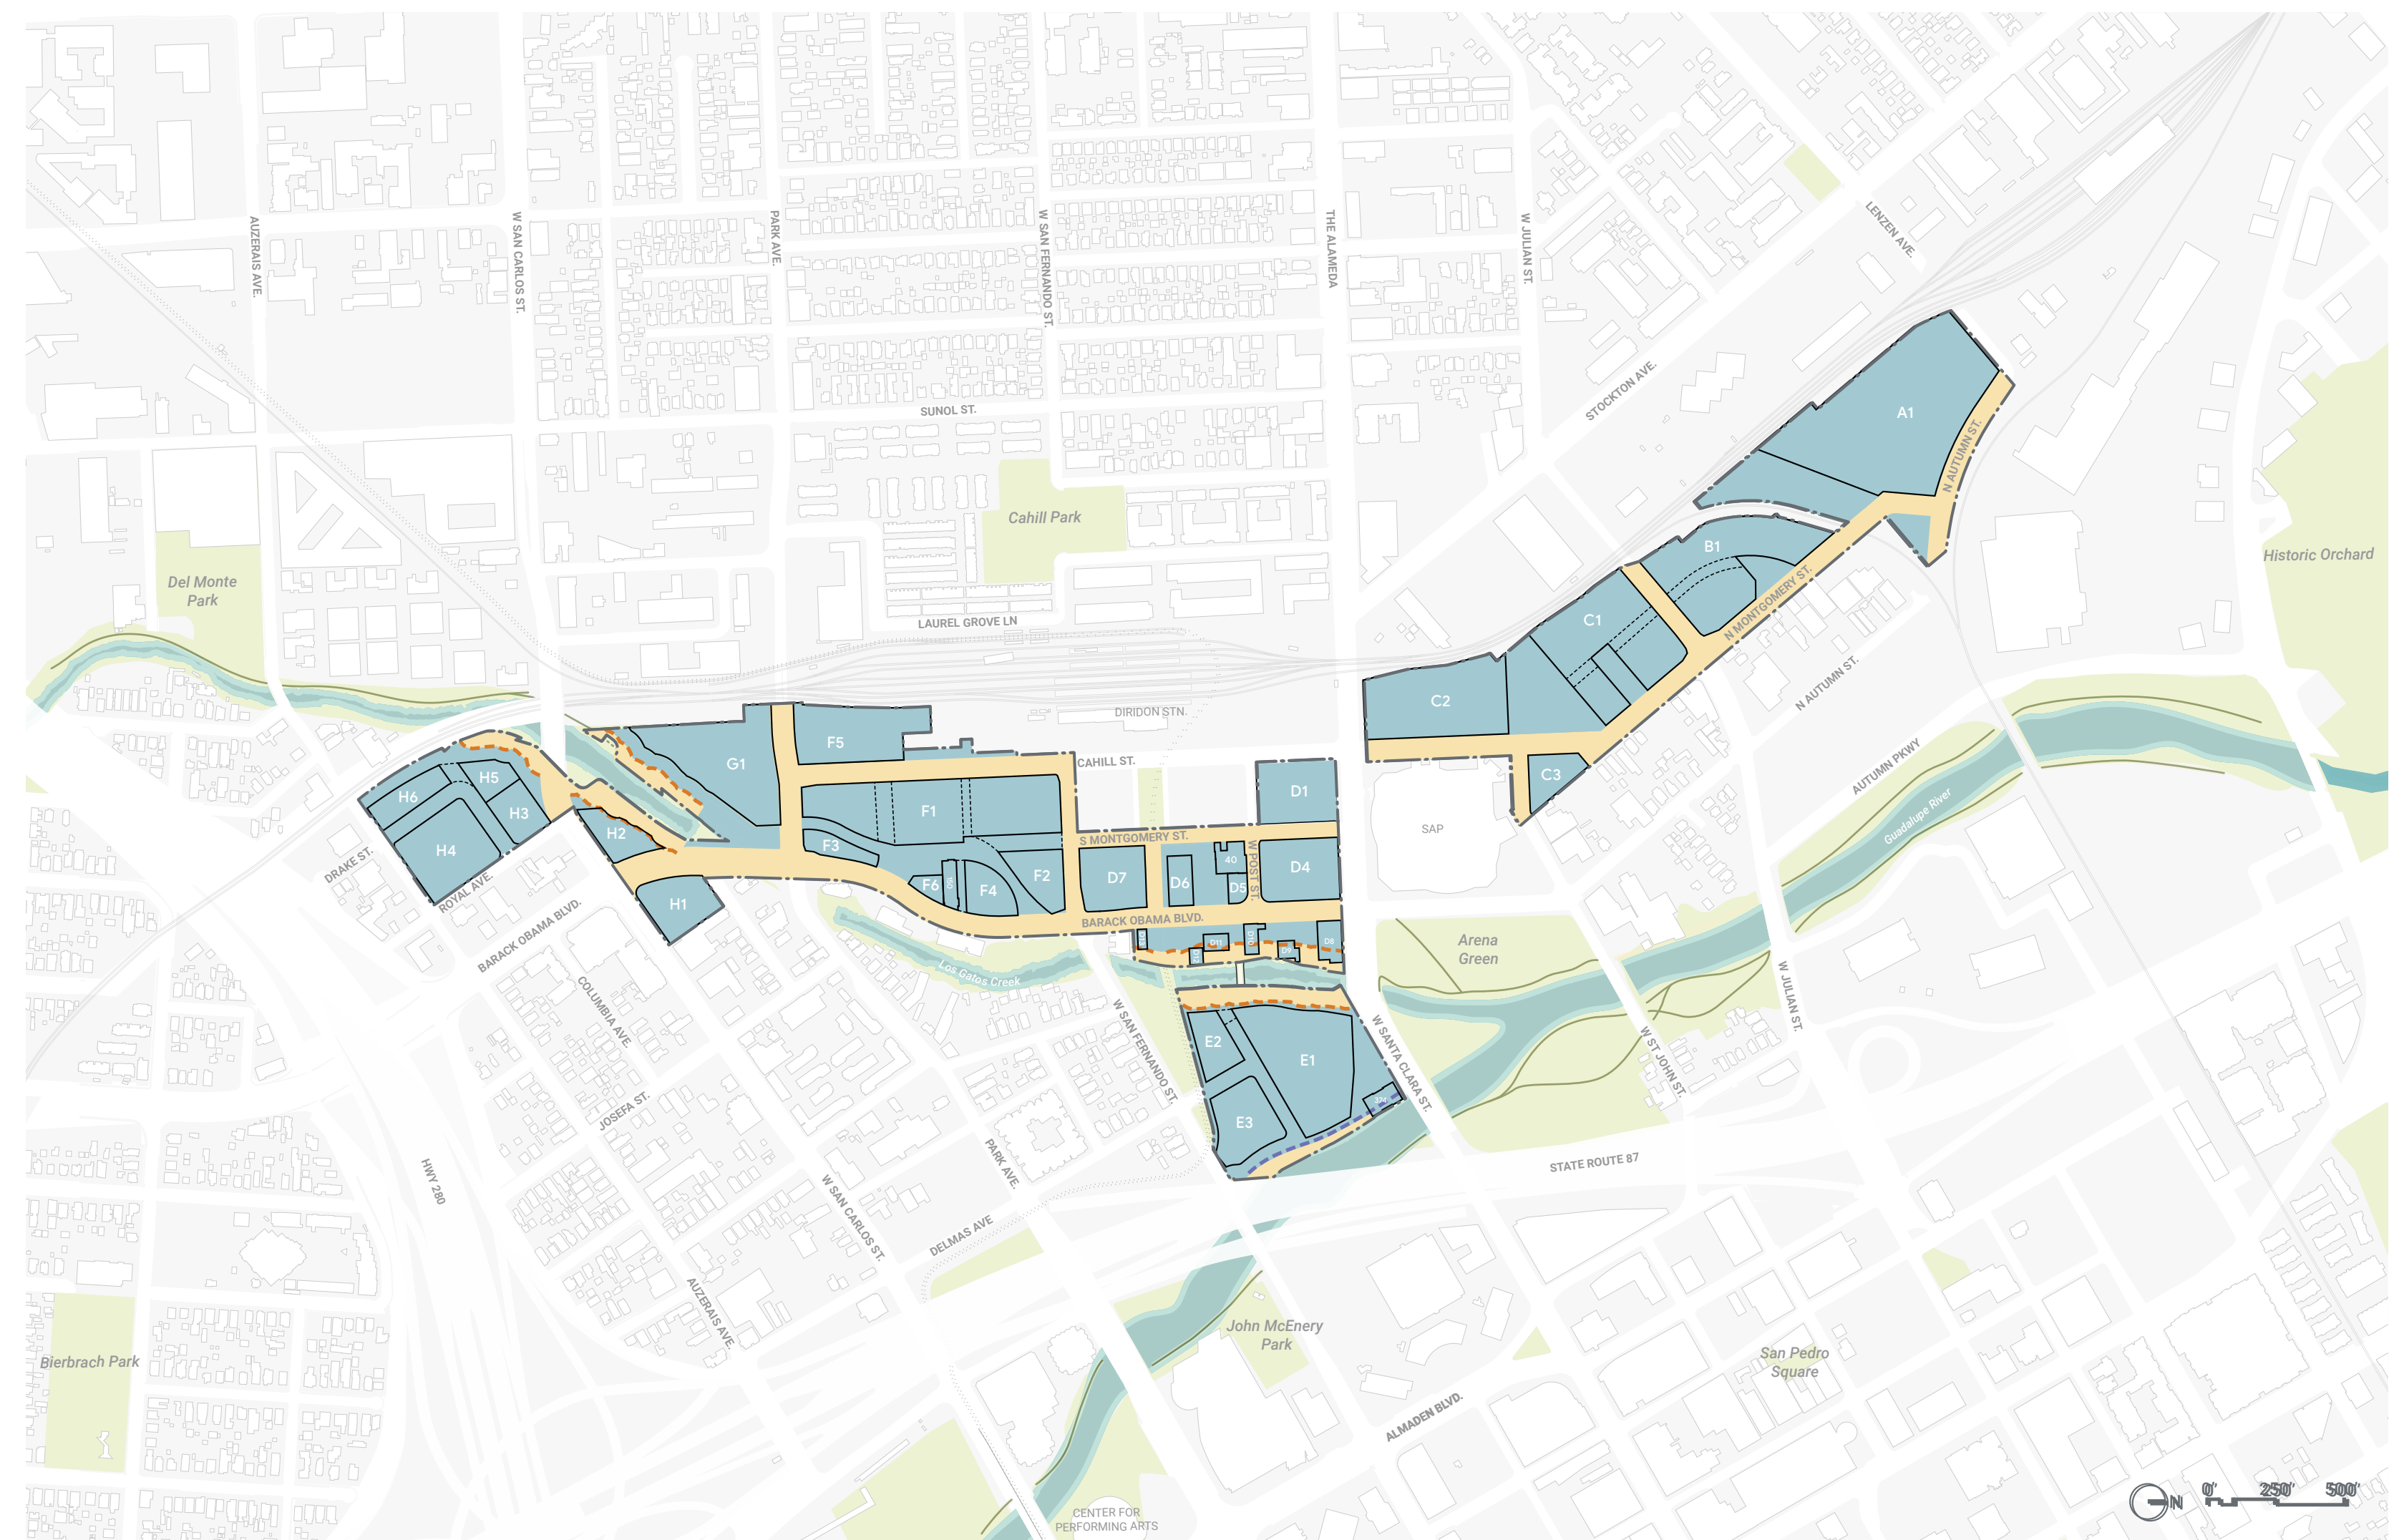 LENZEN AVE.
AUZERAIS AVE.
W SAN CARLOS ST.
PARK AVE.
W SAN FERNANDO ST.
THE ALAMEDA
W JULIAN ST.
STOCKTON AVE.
SUNOL ST.
A1
N AUTUMN ST.
Cahill Park
B1
Historic Orchard
Del Monte
Park
N MONTGOMERY ST.
LAUREL GROVE LN
C1
N AUTUMN ST.
C2
DIRIDON STN.
F5
G1
CAHILL ST.
C3
AUTUMN PKWY
H5
H6
H3
D1
F1
SAP
Guadalupe River
H2
S MONTGOMERY ST.
F3
H4
W POST ST.
40
D4
DRAKE ST.
F6
F4
F2
D7
D6
D5
ROYAL AVE.
H1
BARACK OBAMA BLVD.
BARACK OBAMA BLVD.
D11
D10
D9
D8
Arena
Green
Los Gatos Creek
COLUMBIA AVE.
W SAN FERNANDO ST.
W SANTA CLARA ST.
W ST JOHN ST.
W JULIAN ST.
E2
E1
E3
374
JOSEFA ST.
HWY 280
PARK AVE.
STATE ROUTE 87
W SAN CARLOS ST.
DELMAS AVE
AUZERAIS AVE.
John McEnery
Park
Bierbrach Park
San Pedro
Square
ALMADEN BLVD.
CENTER FOR
PERFORMING ARTS
N
0' 250' 500'